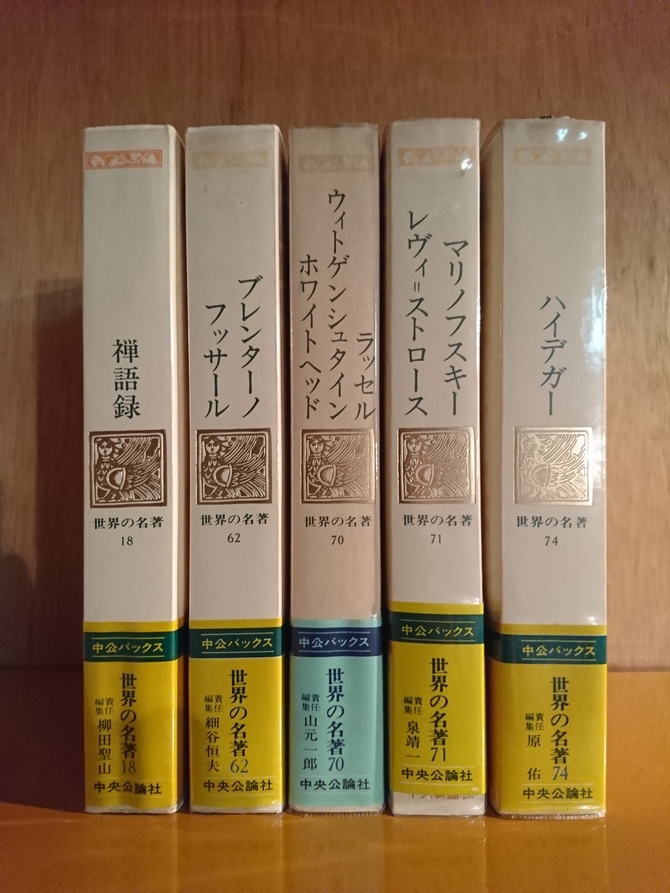 禅語録
世界の名著
18
中公バックス
世界の名著18
責任編集 柳田聖山
中央公論社
ブレンターノ
フッサール
世界の名著
62
中公バックス
世界の名著62
責任編集 細谷恒夫
中央公論社
ラッセル
ウィトゲンシュタイン
ホワイトヘッド
世界の名著
70
中公バックス
世界の名著70
責任編集 山元一郎
中央公論社
マリノフスキー
レヴィ=ストロース
世界の名著
71
中公バックス
世界の名著71
責任編集 泉靖一
中央公論社
中央公論社
ハイデガー
世界の名著
74
中公バックス
世界の名著74
責任編集 原佑
中央公論社